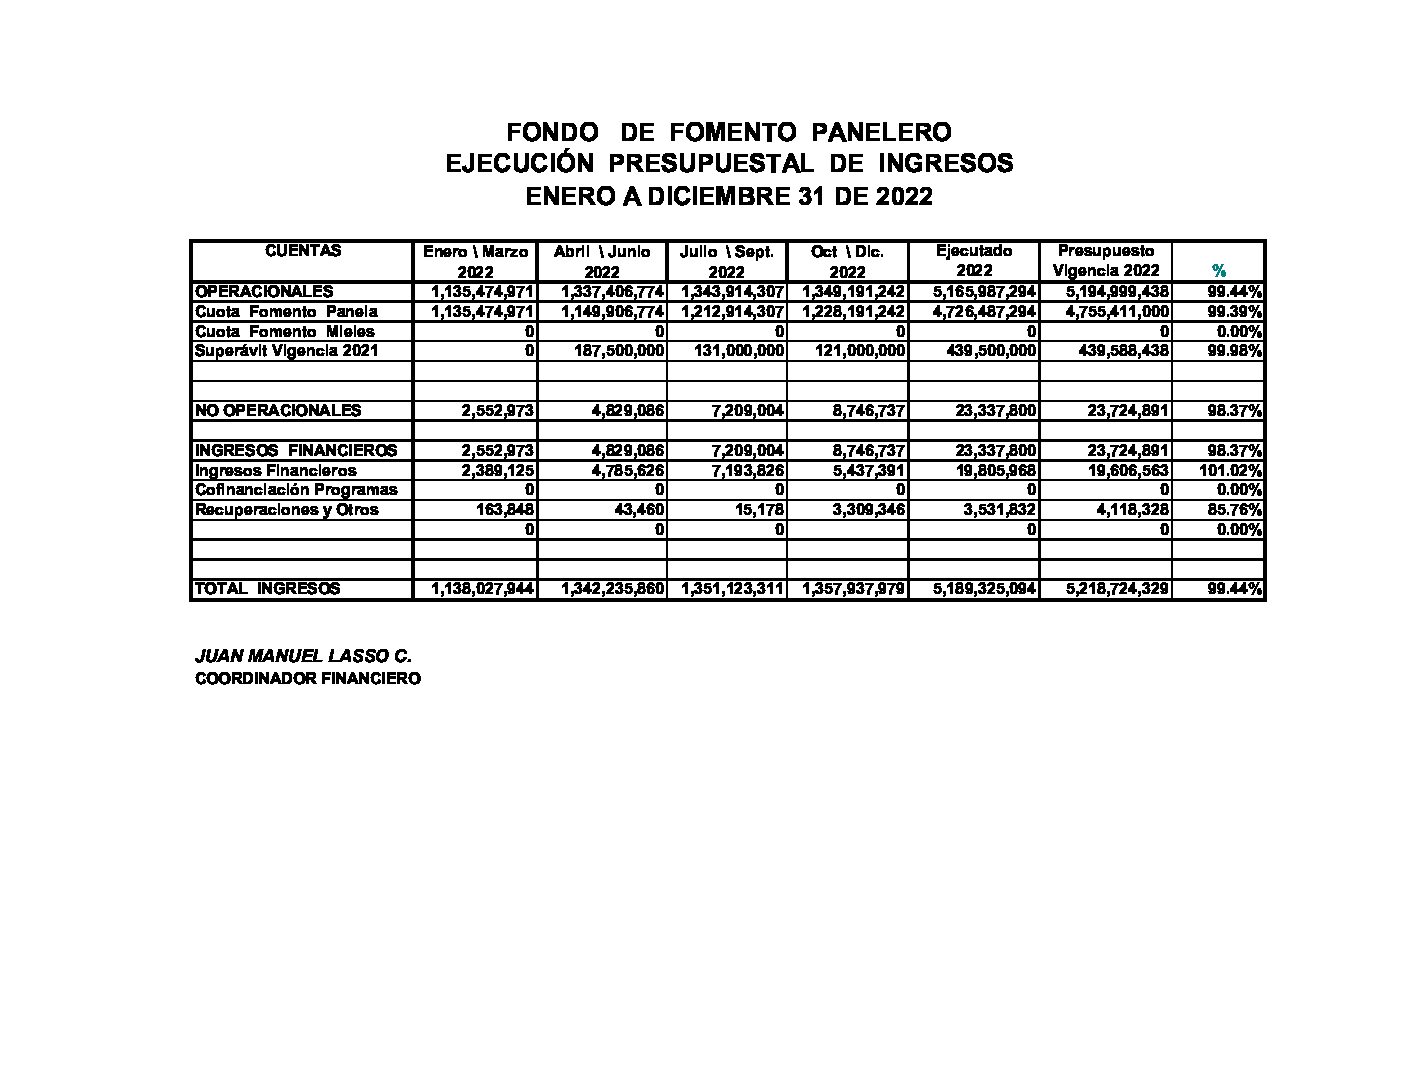 FONDO DE FOMENTO PANELERO
EJECUCIÓN PRESUPUESTAL DE INGRESOS
ENERO A DICIEMBRE 31 DE 2022
CUENTAS Enero \ Marzo 2022 Abril \ Junio 2022 Julio \ Sept. 2022 Oct \ Dic. 2022 Ejecutado 2022 Presupuesto Vigencia 2022 %
OPERACIONALES 1,135,474,971 1,337,406,774 1,343,914,307 1,349,191,242 5,165,987,294 5,194,999,438 99.44%
Cuota Fomento Panela 1,135,474,971 1,149,906,774 1,212,914,307 1,228,191,242 4,726,487,294 4,755,411,000 99.39%
Cuota Fomento Mieles 0 0 0 0 0 0 0.00%
Superávit Vigencia 2021 0 187,500,000 131,000,000 121,000,000 439,500,000 439,588,438 99.98%
NO OPERACIONALES 2,552,973 4,829,086 7,209,004 8,746,737 23,337,800 23,724,891 98.37%
INGRESOS FINANCIEROS 2,552,973 4,829,086 7,209,004 8,746,737 23,337,800 23,724,891 98.37%
Ingresos Financieros 2,389,125 4,785,626 7,193,826 5,437,391 19,805,968 19,606,563 101.02%
Cofinanciación Programas 0 0 0 0 0 0 0.00%
Recuperaciones y Otros 163,848 43,460 15,178 3,309,346 3,531,832 4,118,328 85.76%
0 0 0 0 0 0.00%
TOTAL INGRESOS 1,138,027,944 1,342,235,860 1,351,123,311 1,357,937,979 5,189,325,094 5,218,724,329 99.44%
JUAN MANUEL LASSO C.
COORDINADOR FINANCIERO